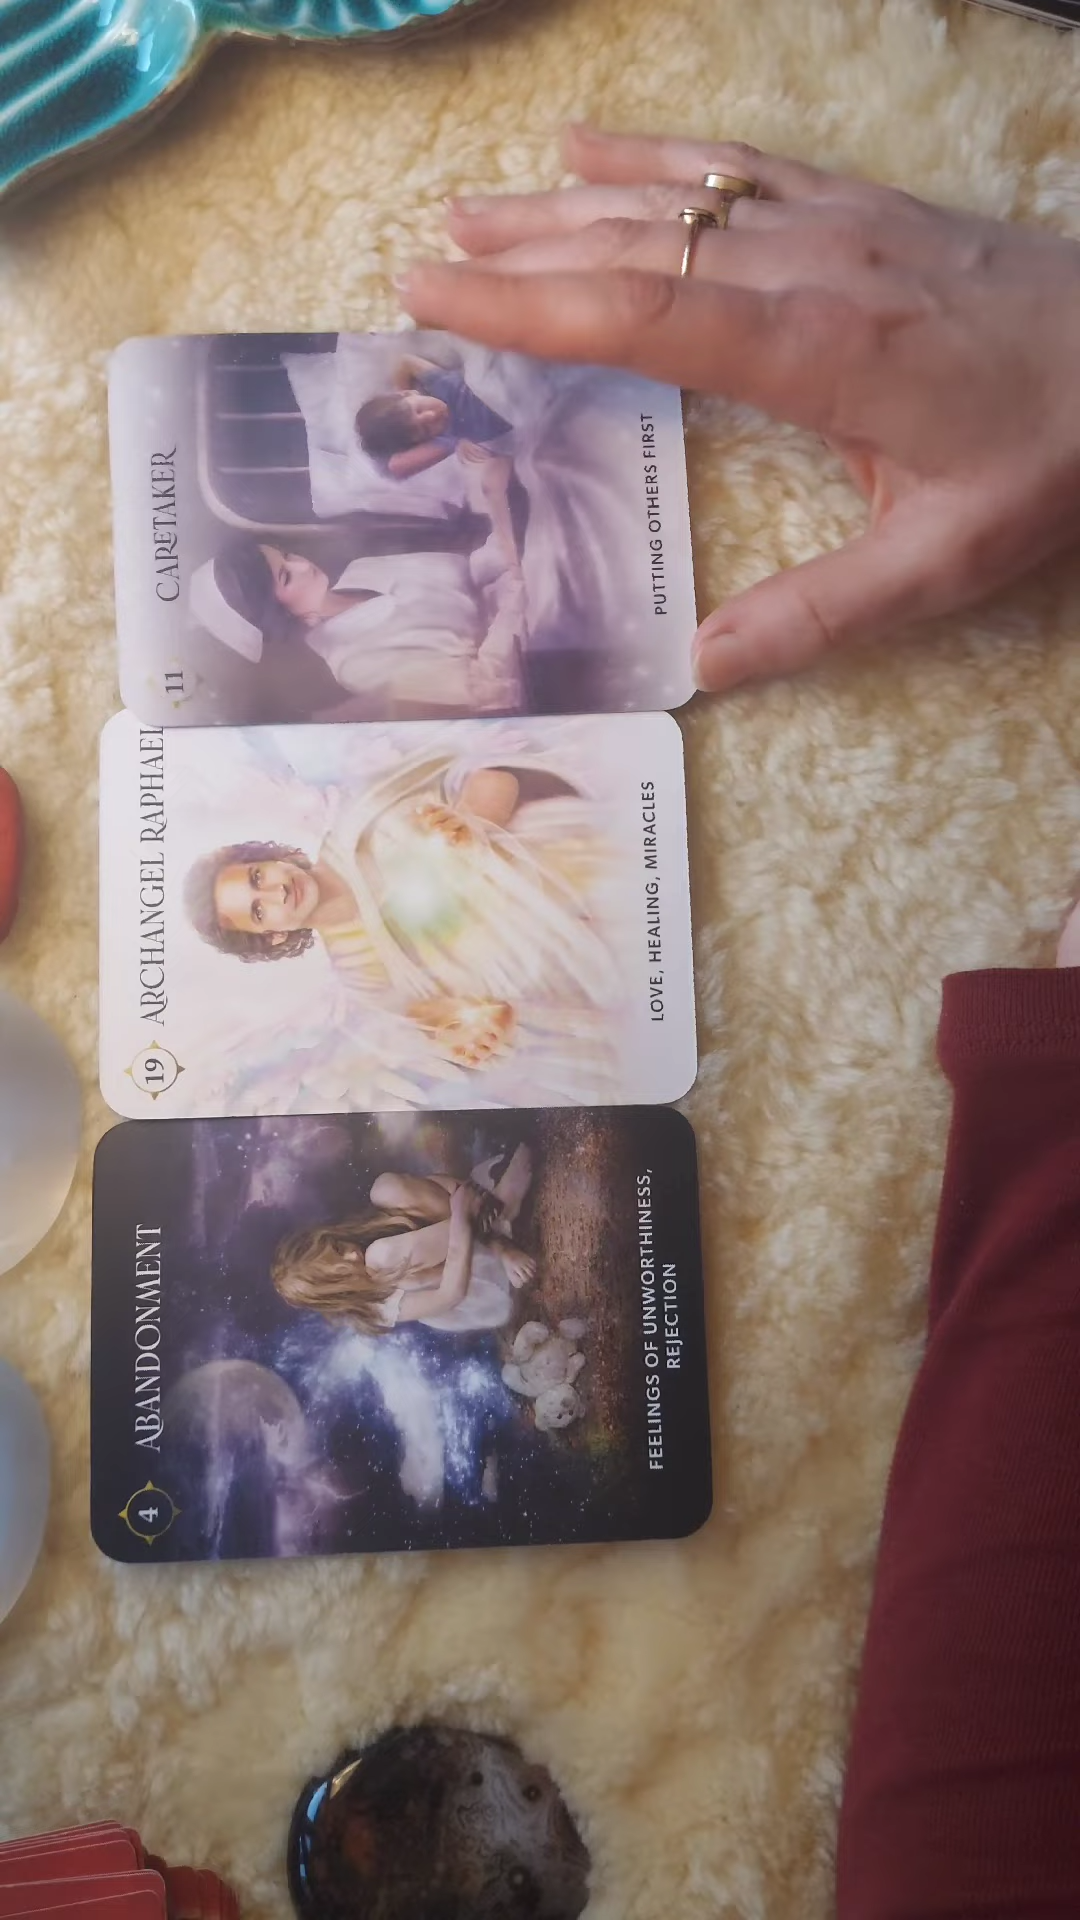 4
ABANDONMENT
FEELINGS OF UNWORTHINESS,
REJECTION
19
ARCHANGEL RAPHAEL
LOVE, HEALING, MIRACLES
11
CARETAKER
PUTTING OTHERS FIRST